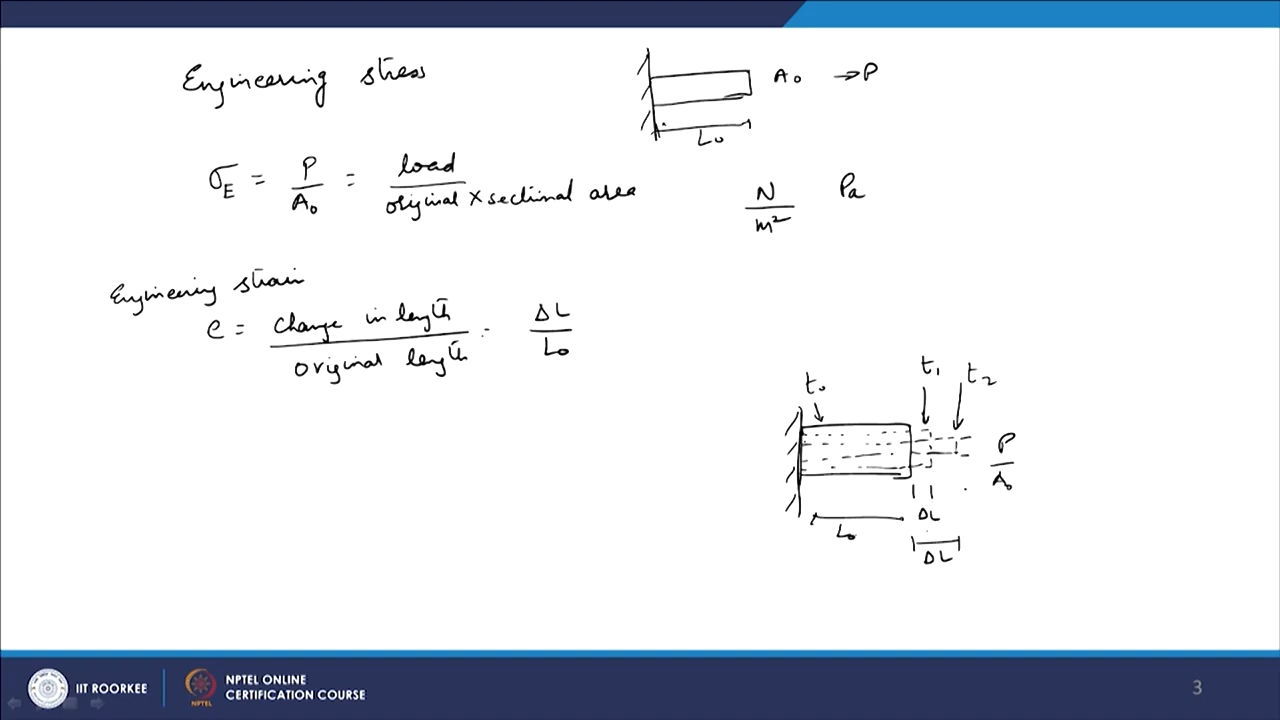 Engineering stress
A₀ → P
L₀
σ_E = P/A₀ = load / original × sectional area
N/m² Pa
Engineering strain
e = change in length / original length = ΔL/L₀
t₀ t₁ t₂
P/A₀
L₀ ΔL
ΔL
IIT ROORKEE
NPTEL ONLINE
CERTIFICATION COURSE
NPTEL
3